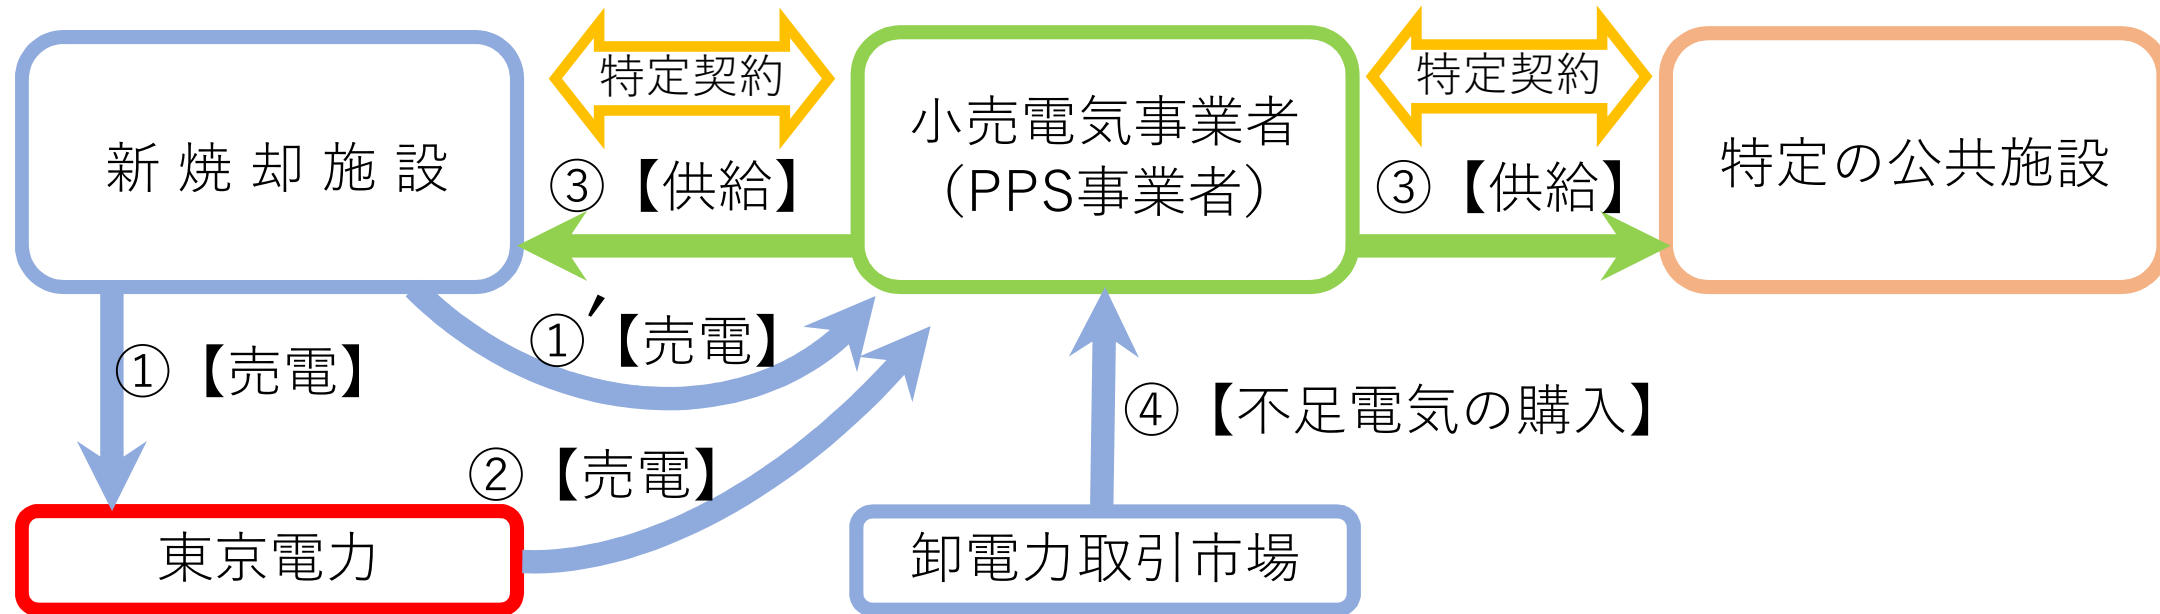 特定契約
特定契約
新焼却施設
小売電気事業者
（PPS事業者）
特定の公共施設
③【供給】
③【供給】
①【売電】
①′【売電】
②【売電】
④【不足電気の購入】
東京電力
卸電力取引市場